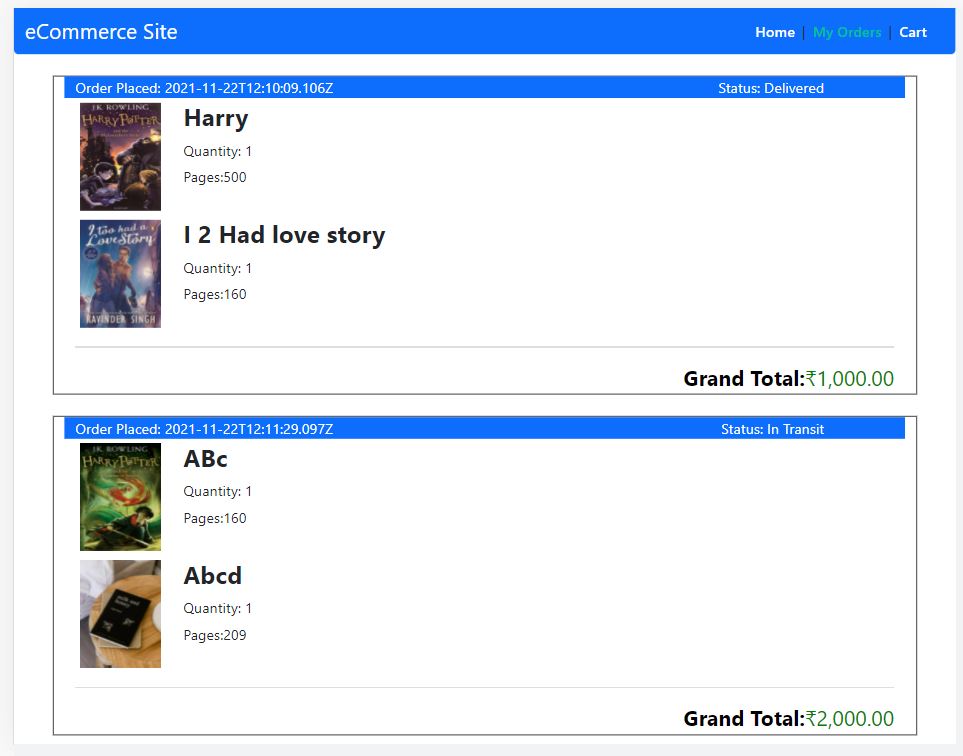 eCommerce Site
Home | My Orders | Cart
Order Placed: 2021-11-22T12:10:09.106Z Status: Delivered
J.K. ROWLING
HARRY POTTER
Harry
Quantity: 1
Pages:500
I too had a
Love Story
RAVINDER SINGH
I 2 Had love story
Quantity: 1
Pages:160
Grand Total:₹1,000.00
Order Placed: 2021-11-22T12:11:29.097Z Status: In Transit
J.K. ROWLING
HARRY POTTER
ABc
Quantity: 1
Pages:160
milk and
honey
Abcd
Quantity: 1
Pages:209
Grand Total:₹2,000.00